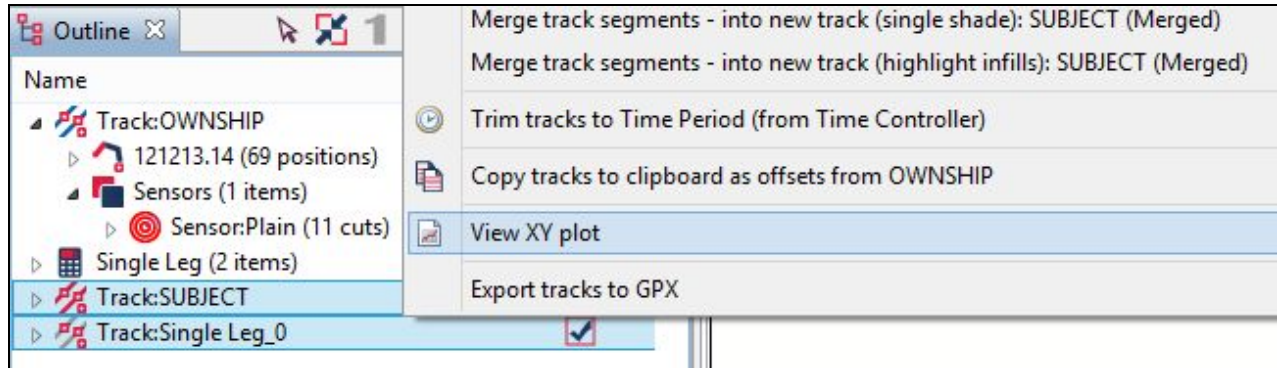 Outline
Name
Track:OWNSHIP
121213.14 (69 positions)
Sensors (1 items)
Sensor:Plain (11 cuts)
Single Leg (2 items)
Track:SUBJECT
Track:Single Leg_0
1
Merge track segments - into new track (single shade): SUBJECT (Merged)
Merge track segments - into new track (highlight infills): SUBJECT (Merged)
Trim tracks to Time Period (from Time Controller)
Copy tracks to clipboard as offsets from OWNSHIP
View XY plot
Export tracks to GPX